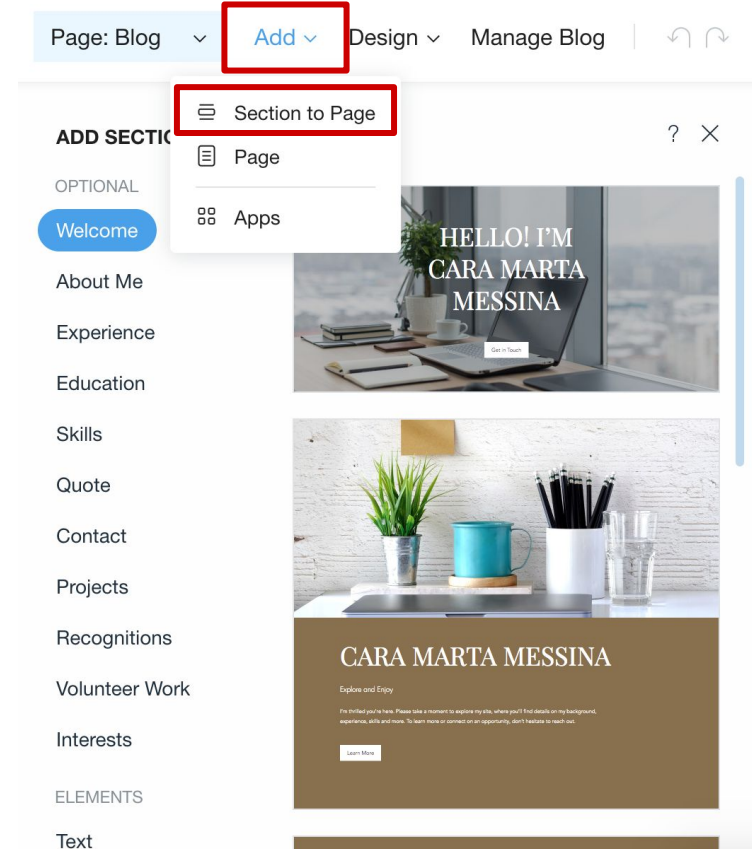 Page: Blog
Add
Design
Manage Blog
Section to Page
Page
Apps
ADD SECTIO
?
OPTIONAL
Welcome
About Me
Experience
Education
Skills
Quote
Contact
Projects
Recognitions
Volunteer Work
Interests
ELEMENTS
Text
HELLO! I'M
CARA MARTA
MESSINA
Get in Touch
CARA MARTA MESSINA
Explore and Enjoy
I'm thrilled you're here. Please take a moment to explore my site, where you'll find details on my background,
experience, skills and more. To learn more or connect on an opportunity, don't hesitate to reach out.
Learn More